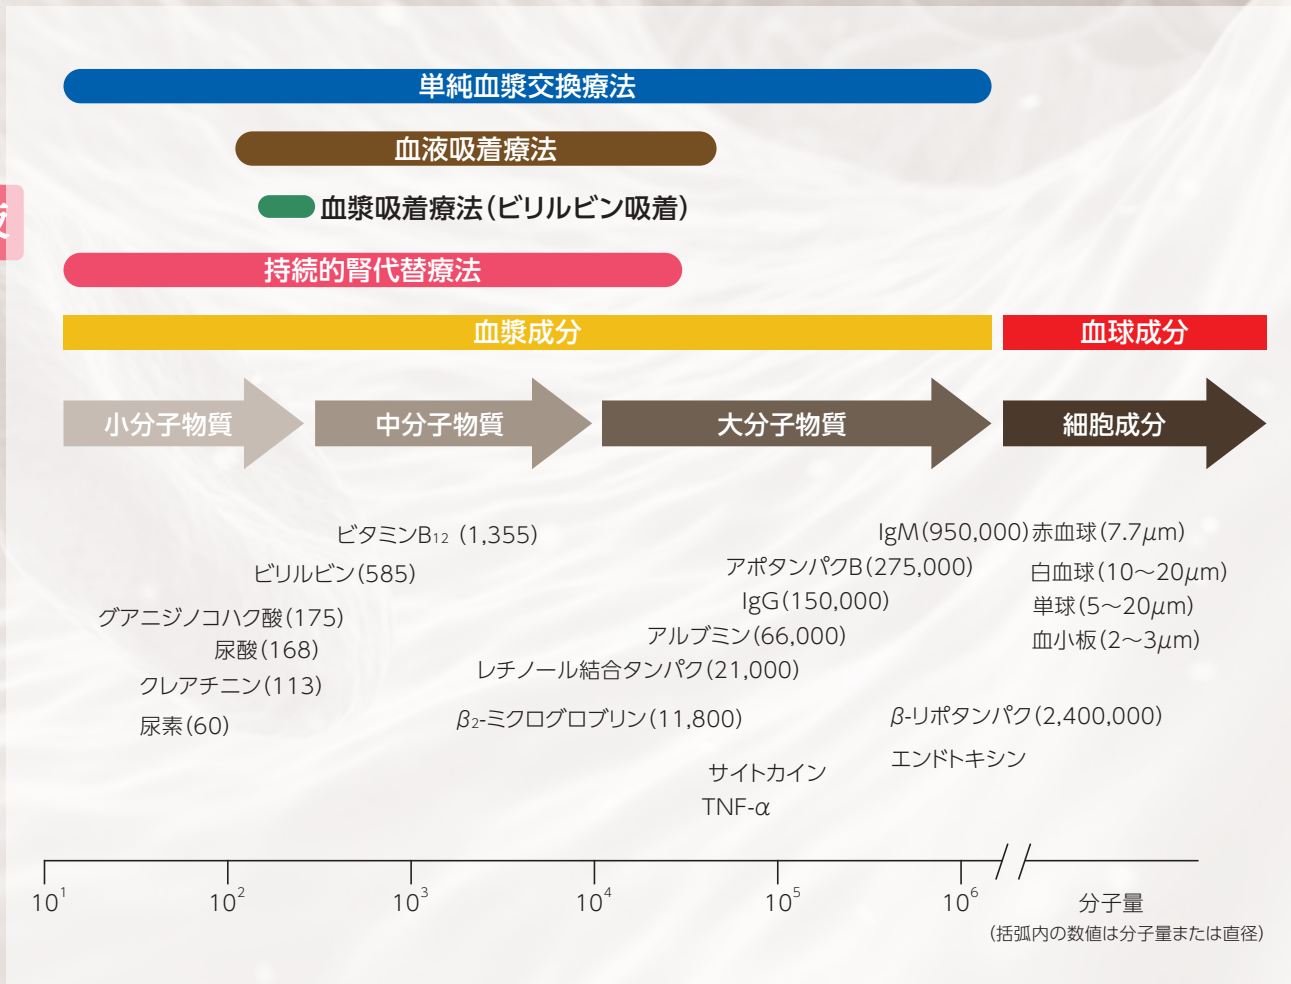 単純血漿交換療法
血液吸着療法
血漿吸着療法(ビリルビン吸着)
持続的腎代替療法
血漿成分
血球成分
小分子物質
中分子物質
大分子物質
細胞成分
ビタミンB12 (1,355)
ビリルビン(585)
グアニジノコハク酸(175)
尿酸(168)
クレアチニン(113)
尿素(60)
IgM(950,000)
アポタンパクB(275,000)
IgG(150,000)
アルブミン(66,000)
レチノール結合タンパク(21,000)
β2-ミクログロブリン(11,800)
サイトカイン
TNF-α
赤血球(7.7μm)
白血球(10〜20μm)
単球(5〜20μm)
血小板(2〜3μm)
β-リポタンパク(2,400,000)
エンドトキシン
10¹ 10² 10³ 10⁴ 10⁵ 10⁶ 分子量
(括弧内の数値は分子量または直径)